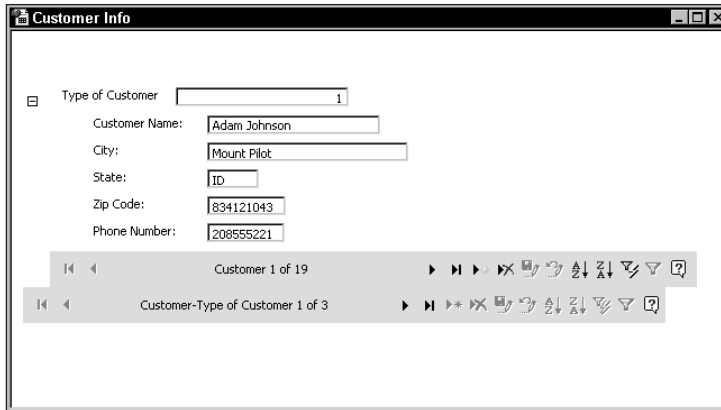 Customer Info
Type of Customer 1
Customer Name: Adam Johnson
City: Mount Pilot
State: ID
Zip Code: 834121043
Phone Number: 208555221
Customer 1 of 19
Customer-Type of Customer 1 of 3